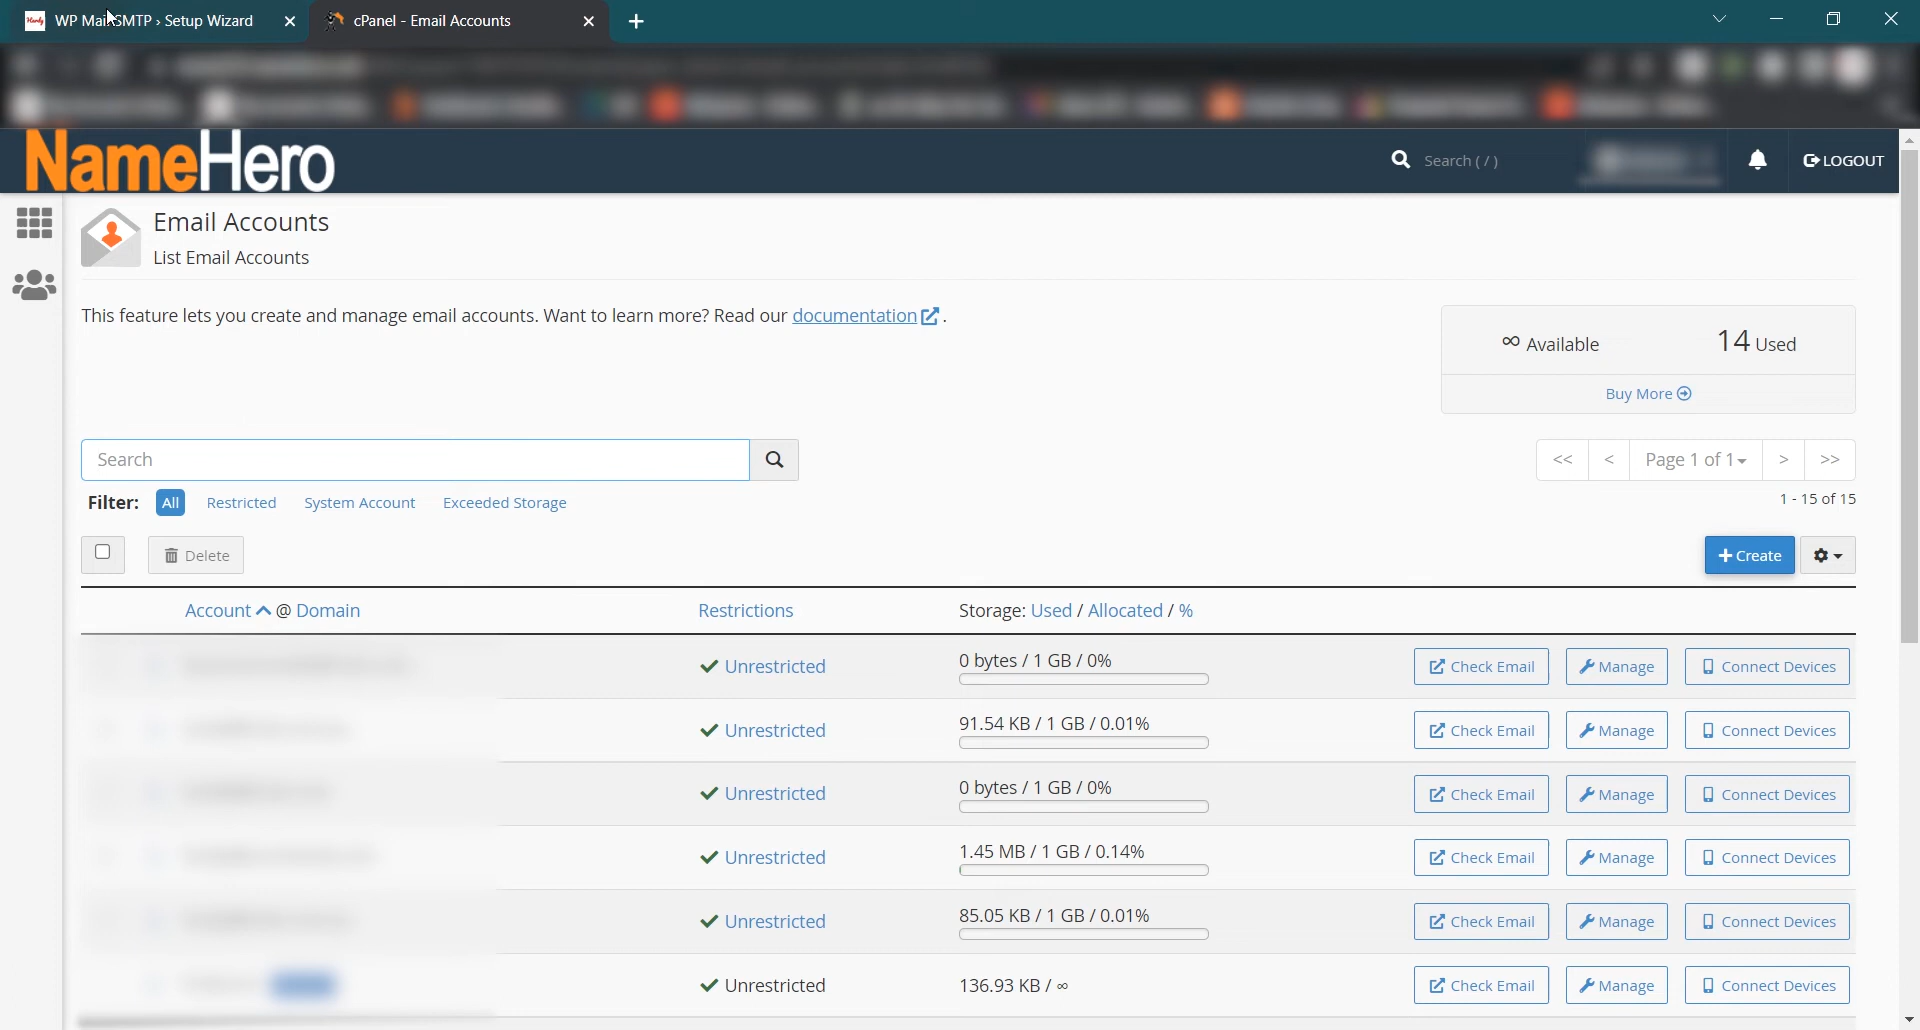 WP Mail SMTP › Setup Wizard
cPanel - Email Accounts
NameHero
Search ( / )
LOGOUT
Email Accounts
List Email Accounts
This feature lets you create and manage email accounts. Want to learn more? Read our documentation .
∞ Available 14 Used
Buy More
Search
<< < Page 1 of 1 > >>
Filter: All Restricted System Account Exceeded Storage
1 - 15 of 15
Delete
+ Create
Account @ Domain Restrictions Storage: Used / Allocated / %
Unrestricted 0 bytes / 1 GB / 0% Check Email Manage Connect Devices
Unrestricted 91.54 KB / 1 GB / 0.01% Check Email Manage Connect Devices
Unrestricted 0 bytes / 1 GB / 0% Check Email Manage Connect Devices
Unrestricted 1.45 MB / 1 GB / 0.14% Check Email Manage Connect Devices
Unrestricted 85.05 KB / 1 GB / 0.01% Check Email Manage Connect Devices
Unrestricted 136.93 KB / ∞ Check Email Manage Connect Devices